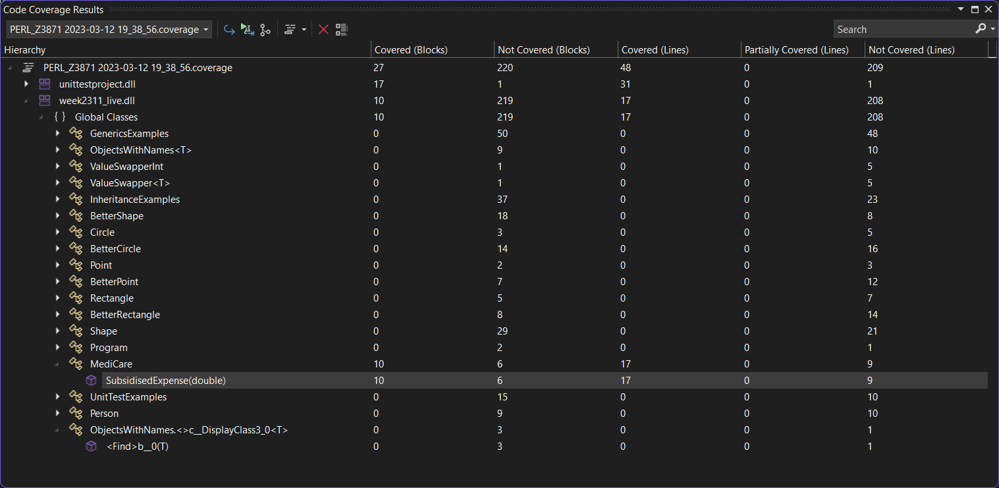 Code Coverage Results
PERL_Z3871 2023-03-12 19_38_56.coverage Search
Hierarchy Covered (Blocks) Not Covered (Blocks) Covered (Lines) Partially Covered (Lines) Not Covered (Lines)
PERL_Z3871 2023-03-12 19_38_56.coverage 27 220 48 0 209
unittestproject.dll 17 1 31 0 1
week2311_live.dll 10 219 17 0 208
{ } Global Classes 10 219 17 0 208
GenericsExamples 0 50 0 0 48
ObjectsWithNames<T> 0 9 0 0 10
ValueSwapperInt 0 1 0 0 5
ValueSwapper<T> 0 1 0 0 5
InheritanceExamples 0 37 0 0 23
BetterShape 0 18 0 0 8
Circle 0 3 0 0 5
BetterCircle 0 14 0 0 16
Point 0 2 0 0 3
BetterPoint 0 7 0 0 12
Rectangle 0 5 0 0 7
BetterRectangle 0 8 0 0 14
Shape 0 29 0 0 21
Program 0 2 0 0 1
MediCare 10 6 17 0 9
SubsidisedExpense(double) 10 6 17 0 9
UnitTestExamples 0 15 0 0 10
Person 0 9 0 0 10
ObjectsWithNames.<>c__DisplayClass3_0<T> 0 3 0 0 1
<Find>b__0(T) 0 3 0 0 1